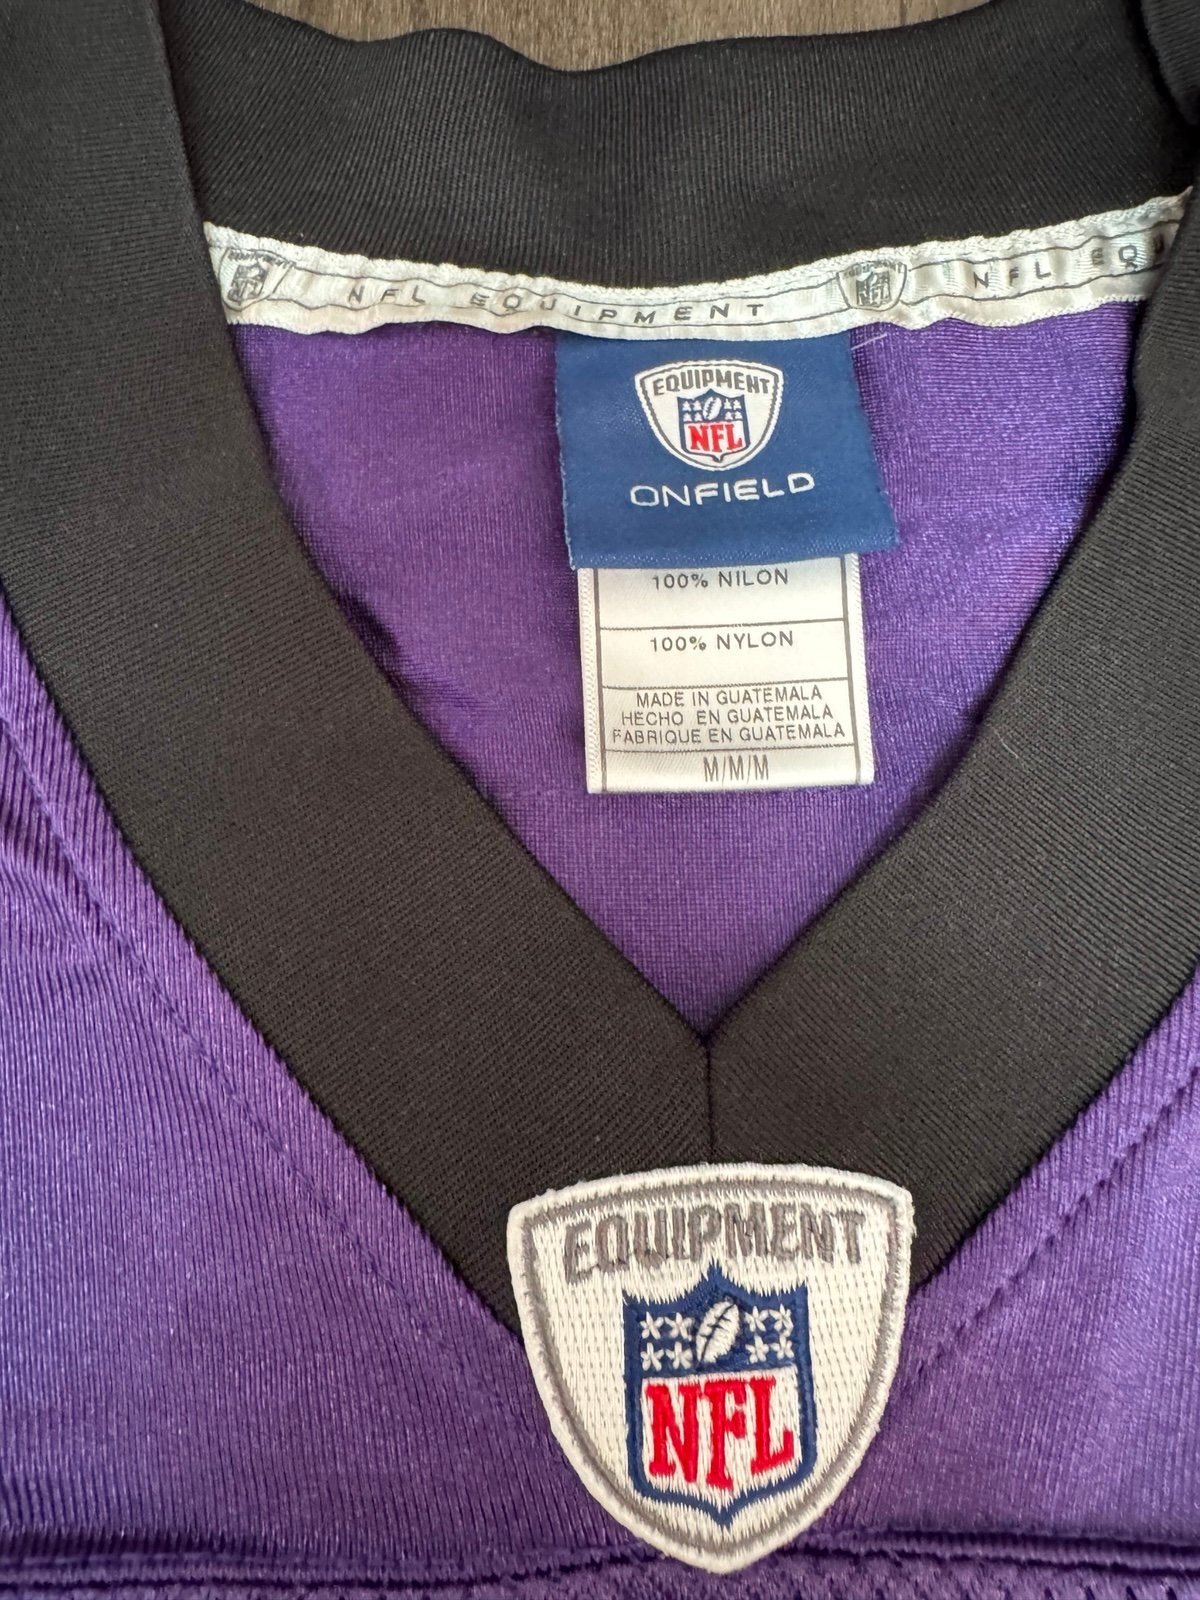 NFL EQUIPMENT
NFL EQU
EQUIPMENT
NFL
ONFIELD
100% NILON
100% NYLON
MADE IN GUATEMALA
HECHO EN GUATEMALA
FABRIQUE EN GUATEMALA
M/M/M
EQUIPMENT
NFL